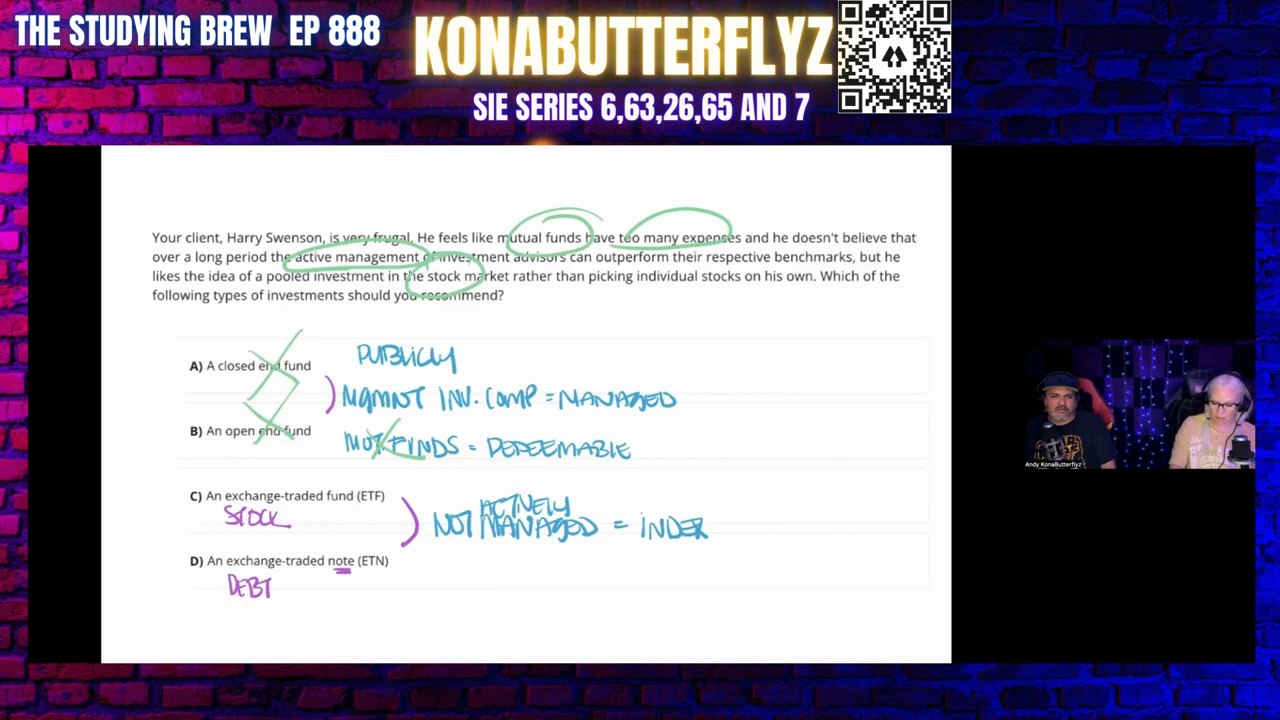 THE STUDYING BREW EP 888
KONABUTTERFLYZ
SIE SERIES 6,63,26,65 AND 7
Your client, Harry Swenson, is very frugal. He feels like mutual funds have too many expenses and he doesn't believe that
over a long period the active management of investment advisors can outperform their respective benchmarks, but he
likes the idea of a pooled investment in the stock market rather than picking individual stocks on his own. Which of the
following types of investments should you recommend?
PUBLICLY
A) A closed end fund
MGMNT INV. COMP = MANAGED
B) An open end fund
MUT FUNDS = REDEEMABLE
C) An exchange-traded fund (ETF)
STOCK
ACTIVELY
NOT MANAGED = INDEX
D) An exchange-traded note (ETN)
DEBT
Andy KonaButterflyz